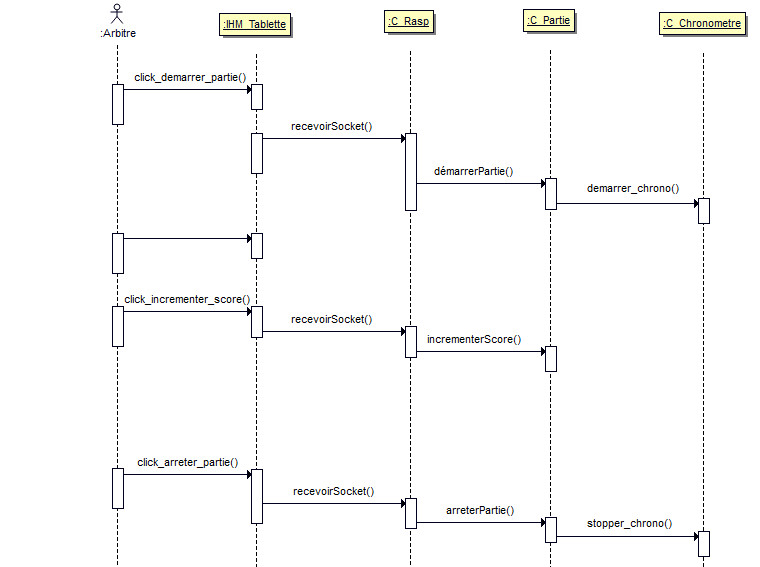 :Arbitre
:IHM_Tablette
:C_Rasp
:C_Partie
:C_Chronometre
click_demarrer_partie()
recevoirSocket()
démarrerPartie()
demarrer_chrono()
click_incrementer_score()
recevoirSocket()
incrementerScore()
click_arreter_partie()
recevoirSocket()
arreterPartie()
stopper_chrono()